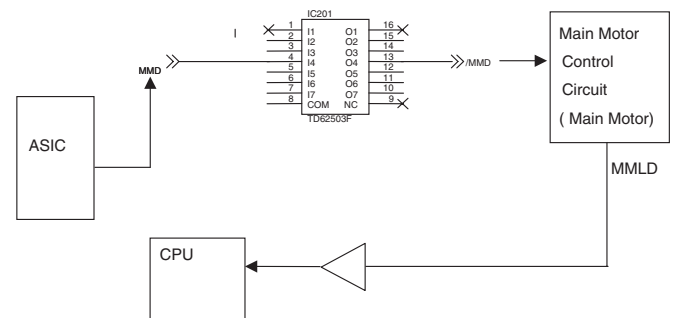 IC201
I
1 I1 O1 16
2 I2 O2 15
3 I3 O3 14
4 I4 O4 13
5 I5 O5 12
6 I6 O6 11
7 I7 O7 10
8 COM NC 9
TD62503F
MMD
/MMD
Main Motor
Control
Circuit
( Main Motor)
ASIC
MMLD
CPU